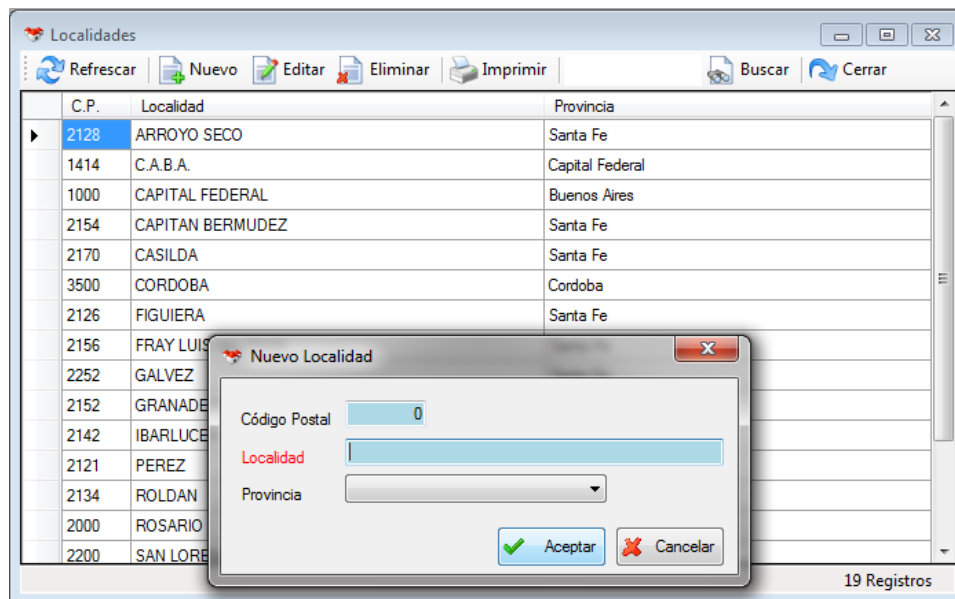 Localidades
Refrescar Nuevo Editar Eliminar Imprimir Buscar Cerrar
C.P. Localidad Provincia
2128 ARROYO SECO Santa Fe
1414 C.A.B.A. Capital Federal
1000 CAPITAL FEDERAL Buenos Aires
2154 CAPITAN BERMUDEZ Santa Fe
2170 CASILDA Santa Fe
3500 CORDOBA Cordoba
2126 FIGUIERA Santa Fe
2156 FRAY LUIS
2252 GALVEZ
2152 GRANADE
2142 IBARLUCE
2121 PEREZ
2134 ROLDAN
2000 ROSARIO
2200 SAN LORE
Nuevo Localidad
Código Postal 0
Localidad
Provincia
Aceptar Cancelar
19 Registros